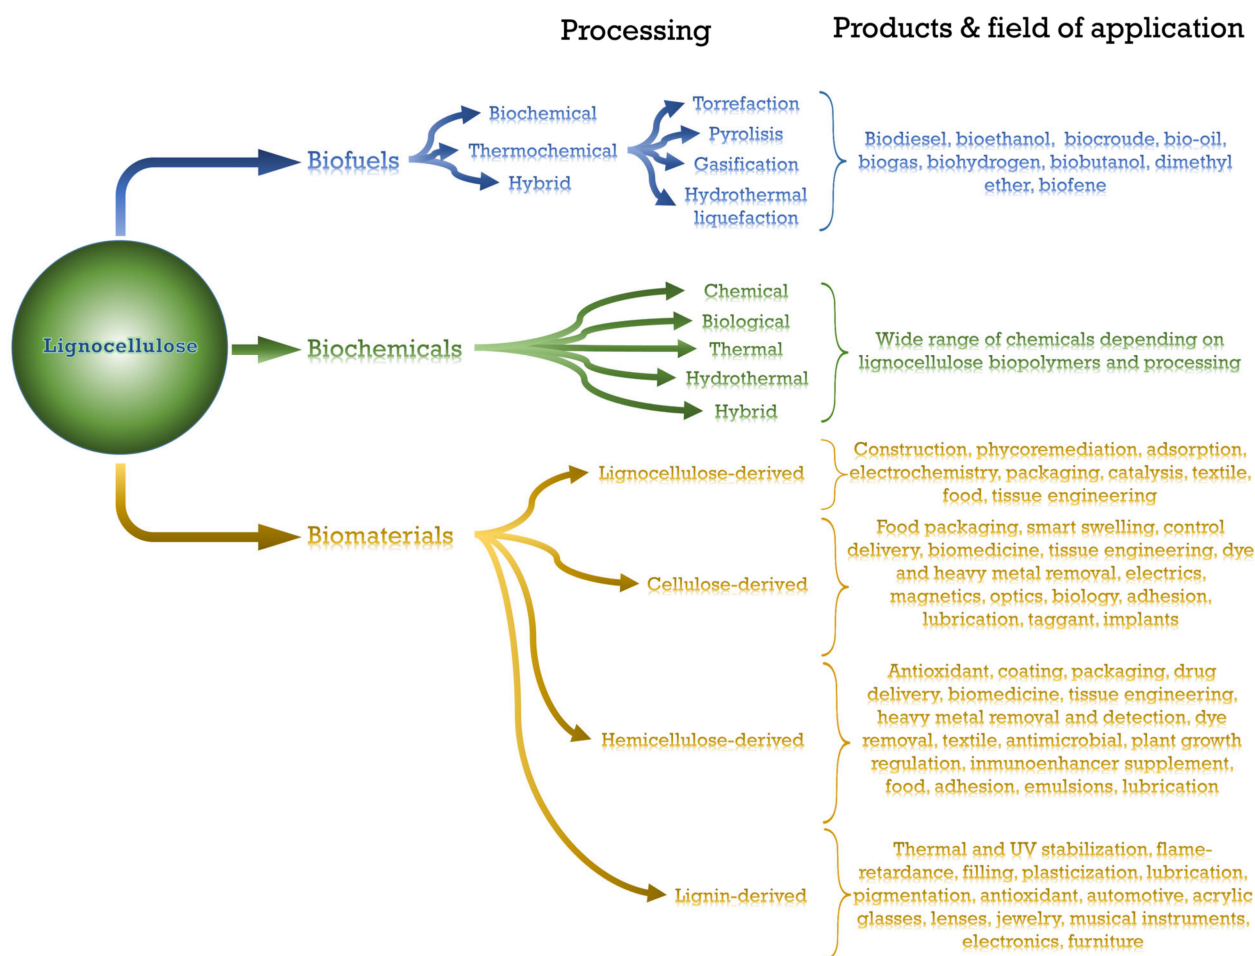 Processing
Products & field of application
Lignocellulose
Biofuels
Biochemical
Thermochemical
Hybrid
Torrefaction
Pyrolisis
Gasification
Hydrothermal
liquefaction
Biodiesel, bioethanol, biocroude, bio-oil,
biogas, biohydrogen, biobutanol, dimethyl
ether, biofene
Biochemicals
Chemical
Biological
Thermal
Hydrothermal
Hybrid
Wide range of chemicals depending on
lignocellulose biopolymers and processing
Biomaterials
Lignocellulose-derived
Construction, phycoremediation, adsorption,
electrochemistry, packaging, catalysis, textile,
food, tissue engineering
Cellulose-derived
Food packaging, smart swelling, control
delivery, biomedicine, tissue engineering, dye
and heavy metal removal, electrics,
magnetics, optics, biology, adhesion,
lubrication, taggant, implants
Hemicellulose-derived
Antioxidant, coating, packaging, drug
delivery, biomedicine, tissue engineering,
heavy metal removal and detection, dye
removal, textile, antimicrobial, plant growth
regulation, inmunoenhancer supplement,
food, adhesion, emulsions, lubrication
Lignin-derived
Thermal and UV stabilization, flame-
retardance, filling, plasticization, lubrication,
pigmentation, antioxidant, automotive, acrylic
glasses, lenses, jewelry, musical instruments,
electronics, furniture